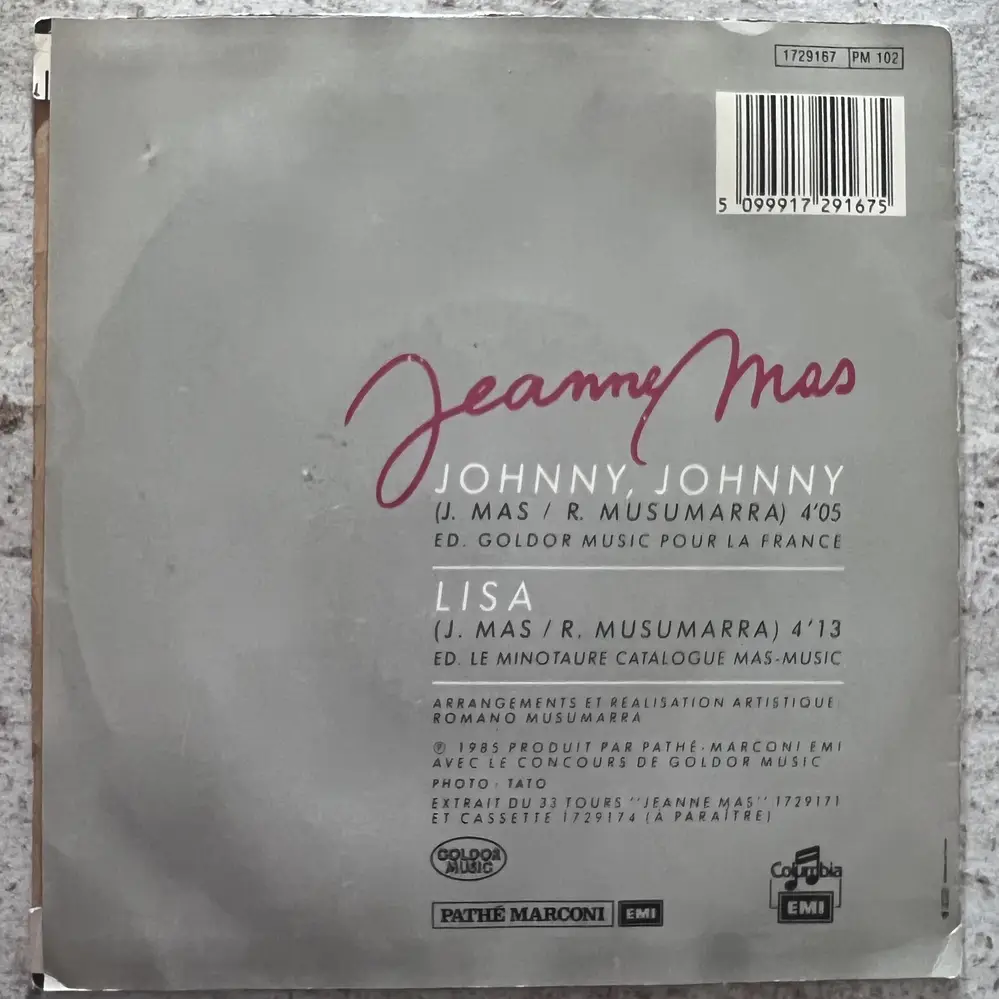 1729167 PM 102
5 099917 291675
Jeanne Mas
JOHNNY, JOHNNY
(J. MAS / R. MUSUMARRA) 4'05
ED. GOLDOR MUSIC POUR LA FRANCE
LISA
(J. MAS / R. MUSUMARRA) 4'13
ED. LE MINOTAURE CATALOGUE MAS-MUSIC
ARRANGEMENTS ET RÉALISATION ARTISTIQUE:
ROMANO MUSUMARRA
℗ 1985 PRODUIT PAR PATHÉ-MARCONI EMI
AVEC LE CONCOURS DE GOLDOR MUSIC
PHOTO : TATO
EXTRAIT DU 33 TOURS "JEANNE MAS" 1729171
ET CASSETTE 1729174 (À PARAÎTRE)
GOLDOR
MUSIC
PATHÉ MARCONI EMI
Columbia
EMI